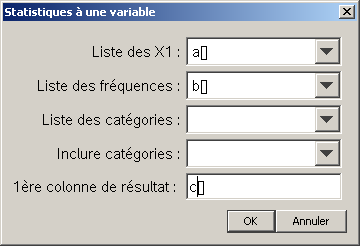 Statistiques à une variable
Liste des X1 : a[]
Liste des fréquences : b[]
Liste des catégories :
Inclure catégories :
1ère colonne de résultat : c[]
OK Annuler